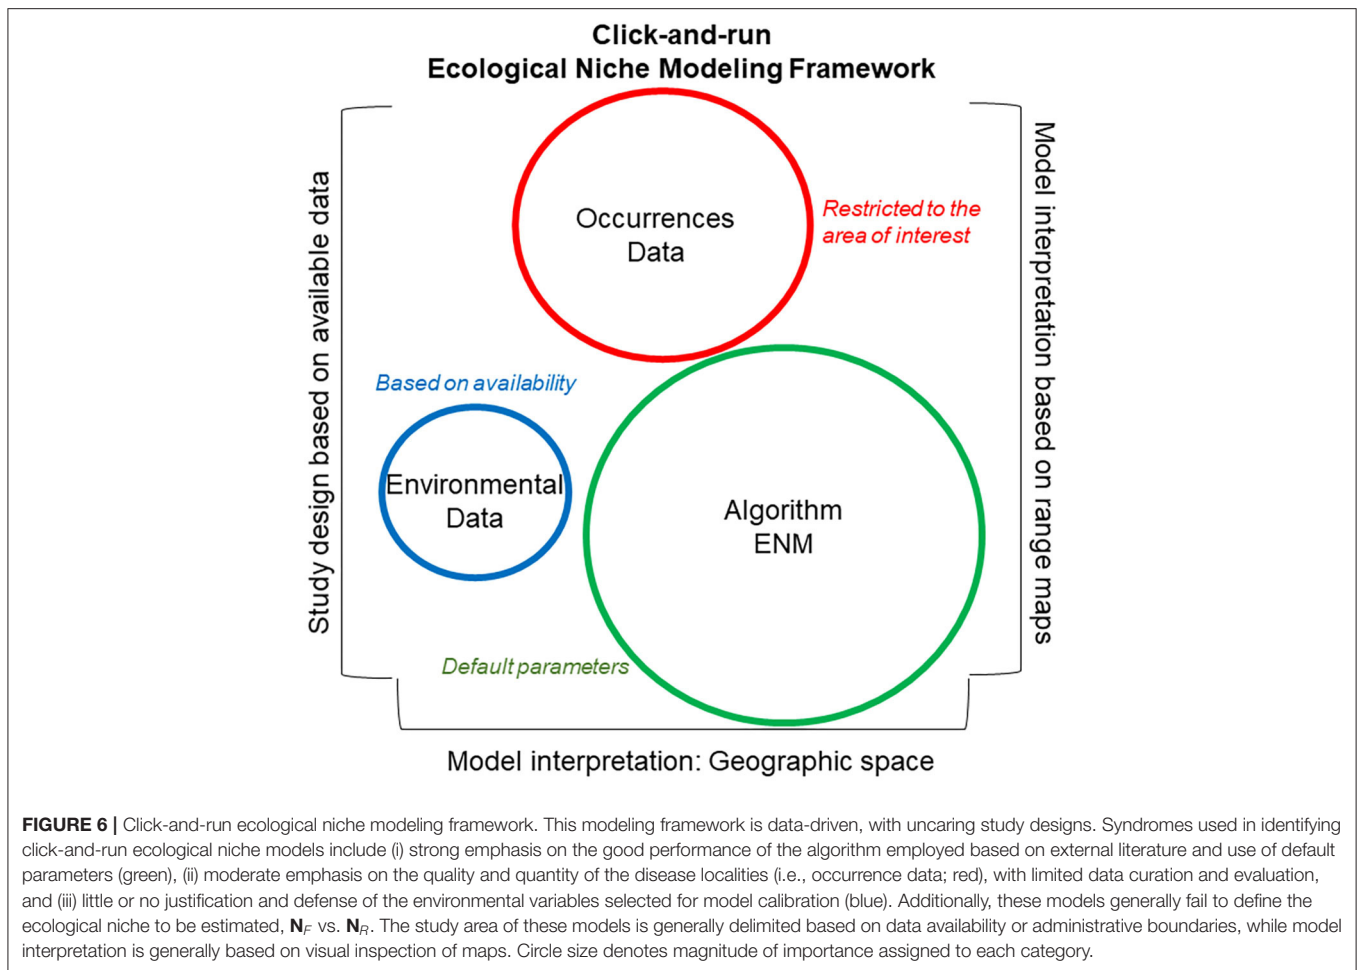 Click-and-run
Ecological Niche Modeling Framework
Study design based on available data
Occurrences
Data
Restricted to the
area of interest
Model interpretation based on range maps
Based on availability
Environmental
Data
Algorithm
ENM
Default parameters
Model interpretation: Geographic space
FIGURE 6 | Click-and-run ecological niche modeling framework. This modeling framework is data-driven, with uncaring study designs. Syndromes used in identifying
click-and-run ecological niche models include (i) strong emphasis on the good performance of the algorithm employed based on external literature and use of default
parameters (green), (ii) moderate emphasis on the quality and quantity of the disease localities (i.e., occurrence data; red), with limited data curation and evaluation,
and (iii) little or no justification and defense of the environmental variables selected for model calibration (blue). Additionally, these models generally fail to define the
ecological niche to be estimated, N_F vs. N_R. The study area of these models is generally delimited based on data availability or administrative boundaries, while model
interpretation is generally based on visual inspection of maps. Circle size denotes magnitude of importance assigned to each category.